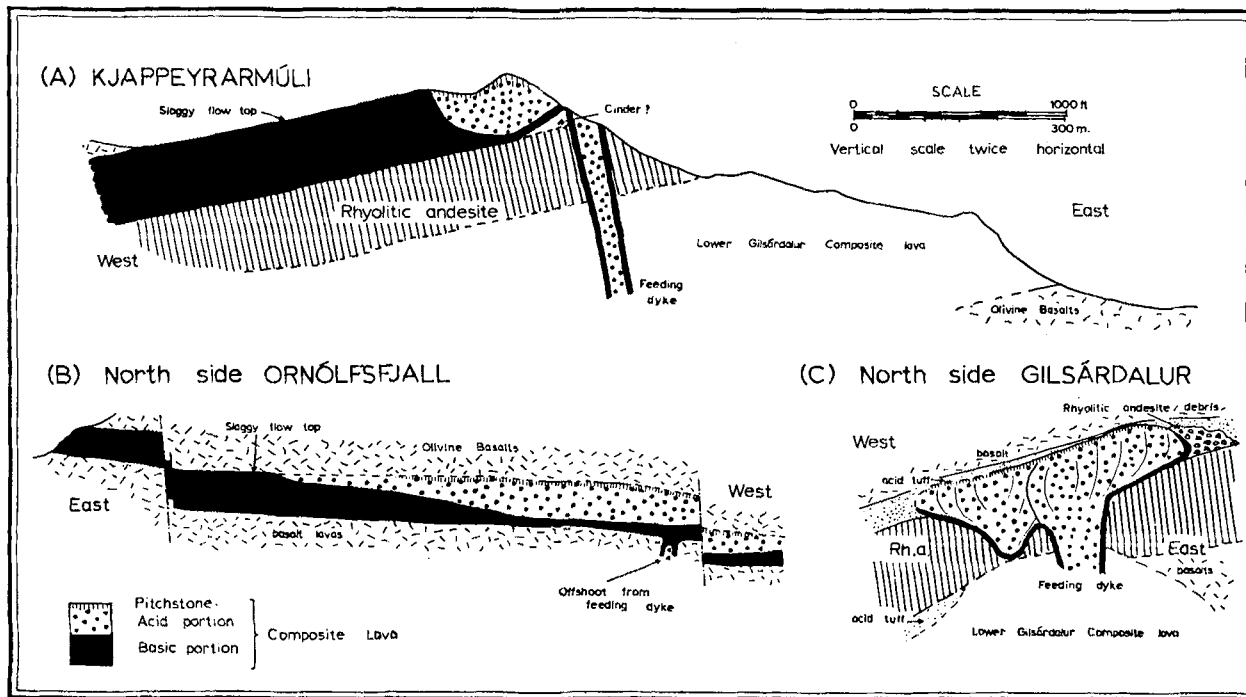 (A) KJAPPEYRARMÚLI
Slaggy flow top
Cinder ?
SCALE
0 1000 ft
0 300 m.
Vertical scale twice horizontal
Rhyolitic andesite
West
East
Lower Gilsárdalur Composite lava
Feeding
dyke
Olivine Basalts
(B) North side ORNÓLFSFJALL
Slaggy flow top
Olivine Basalts
East
West
basalt lavas
Offshoot from
feeding dyke
Pitchstone
Acid portion
Basic portion
Composite Lava
(C) North side GILSÁRDALUR
Rhyolitic andesite debris
West
basalt
acid tuff
Rh.a.
East
basalts
Feeding dyke
acid tuff
Lower Gilsárdalur Composite lava